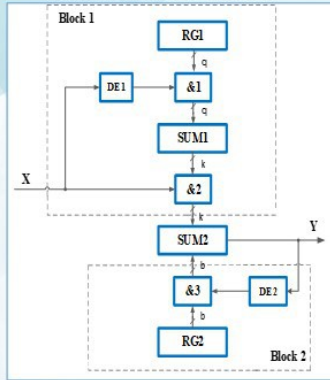 Block 1
RG1
q
DE1
&1
q
SUM1
k
X
&2
k
SUM2
Y
b
&3
DE2
b
RG2
Block 2